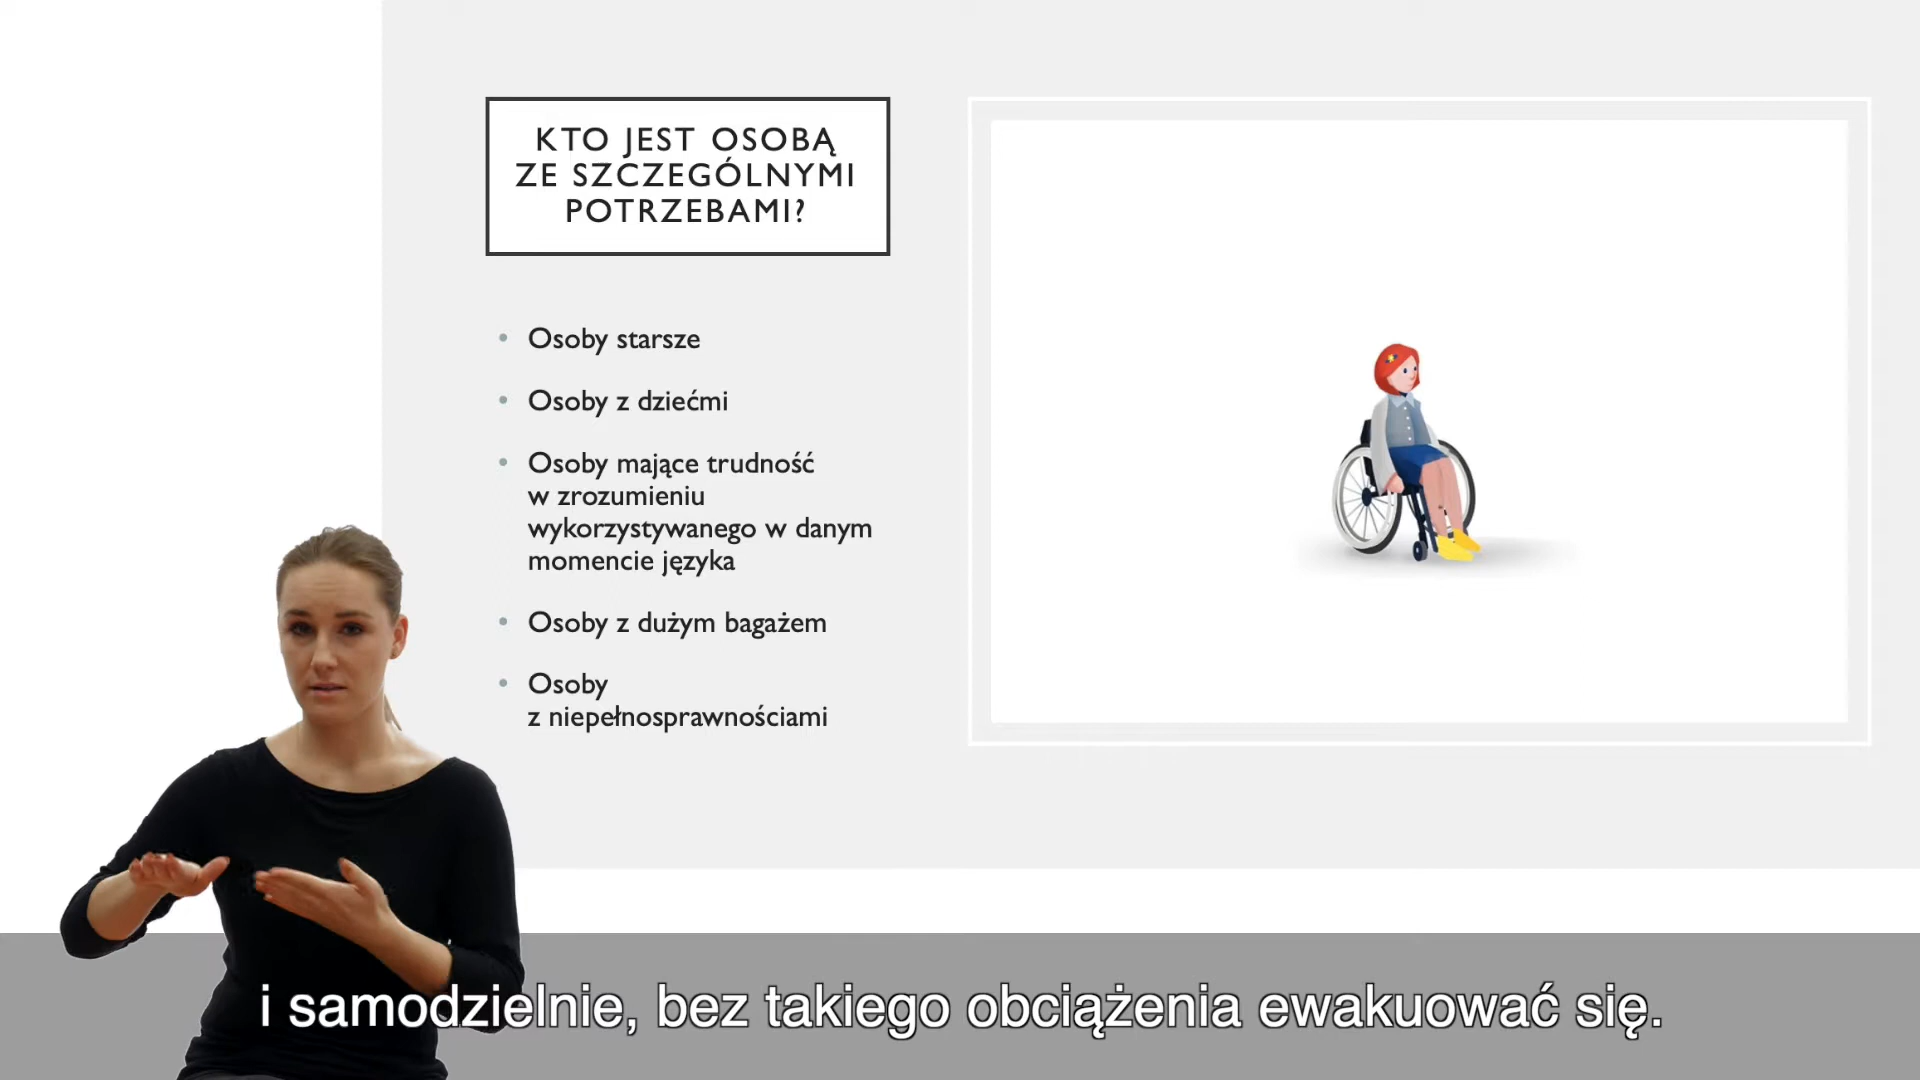 KTO JEST OSOBĄ
ZE SZCZEGÓLNYMI
POTRZEBAMI?
• Osoby starsze
• Osoby z dziećmi
• Osoby mające trudność
w zrozumieniu
wykorzystywanego w danym
momencie języka
• Osoby z dużym bagażem
• Osoby
z niepełnosprawnościami
i samodzielnie, bez takiego obciążenia ewakuować się.